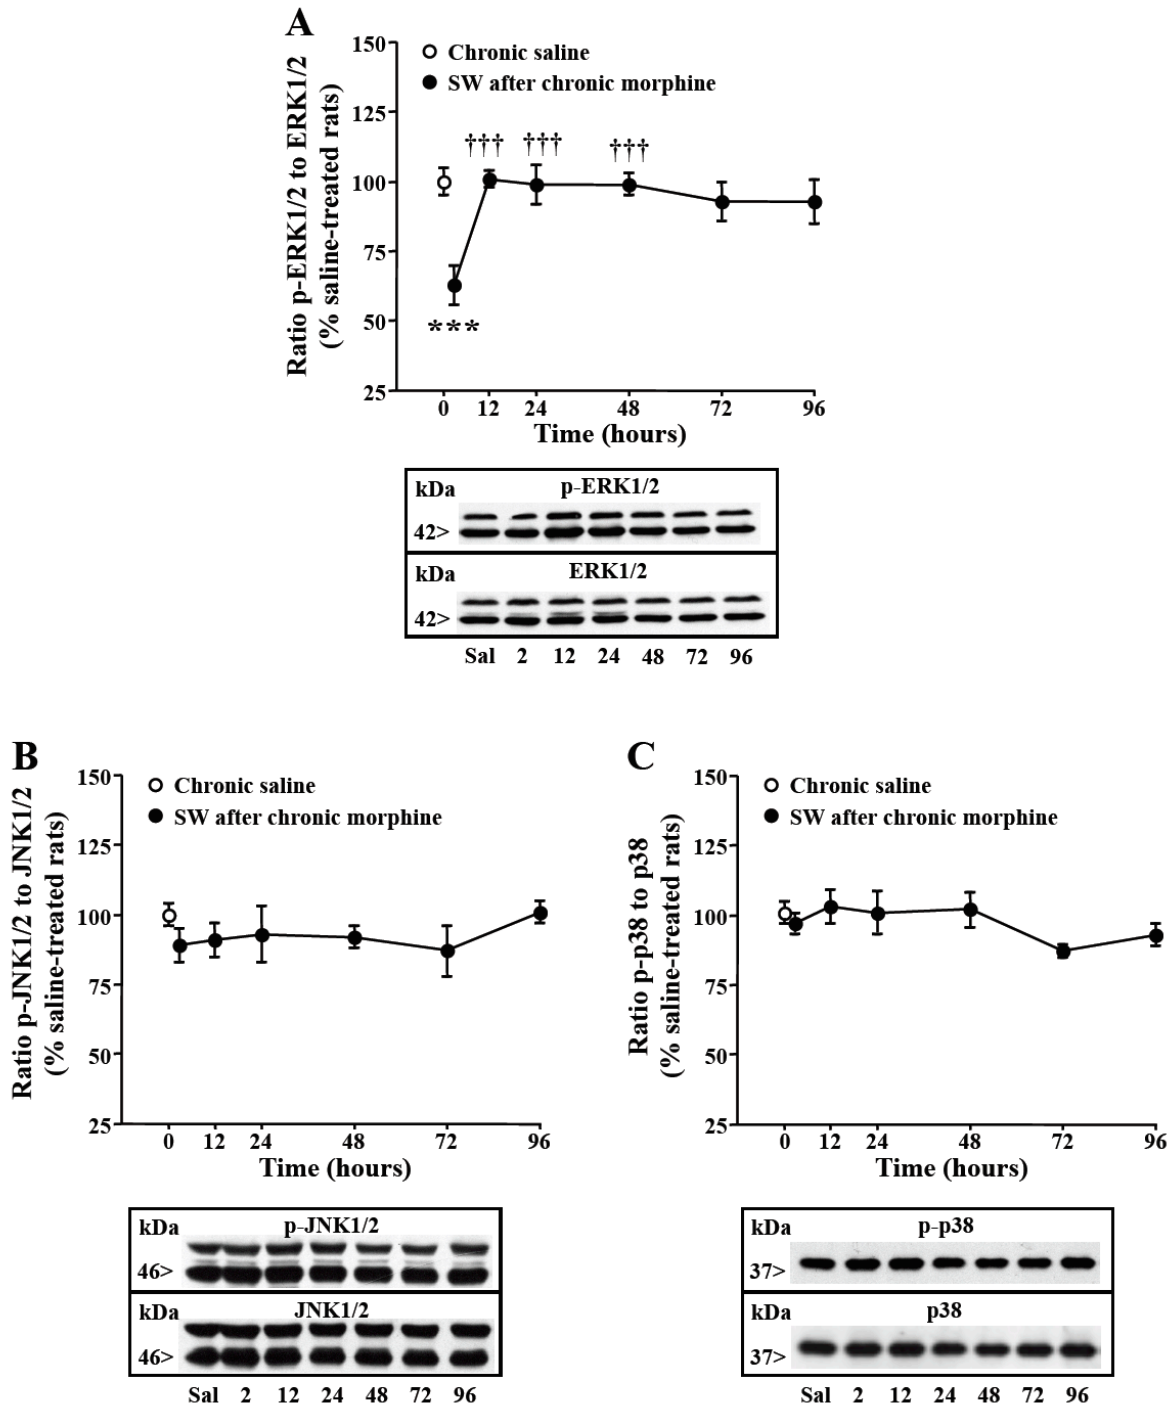 A
Ratio p-ERK1/2 to ERK1/2
(% saline-treated rats)
150
125
100
75
50
25
Chronic saline
SW after chronic morphine
††† ††† †††
***
0 12 24 48 72 96
Time (hours)
kDa p-ERK1/2
42>
kDa ERK1/2
42>
Sal 2 12 24 48 72 96
B
Ratio p-JNK1/2 to JNK1/2
(% saline-treated rats)
150
125
100
75
50
25
Chronic saline
SW after chronic morphine
0 12 24 48 72 96
Time (hours)
kDa p-JNK1/2
46>
kDa JNK1/2
46>
Sal 2 12 24 48 72 96
C
Ratio p-p38 to p38
(% saline-treated rats)
150
125
100
75
50
25
Chronic saline
SW after chronic morphine
0 12 24 48 72 96
Time (hours)
kDa p-p38
37>
kDa p38
37>
Sal 2 12 24 48 72 96